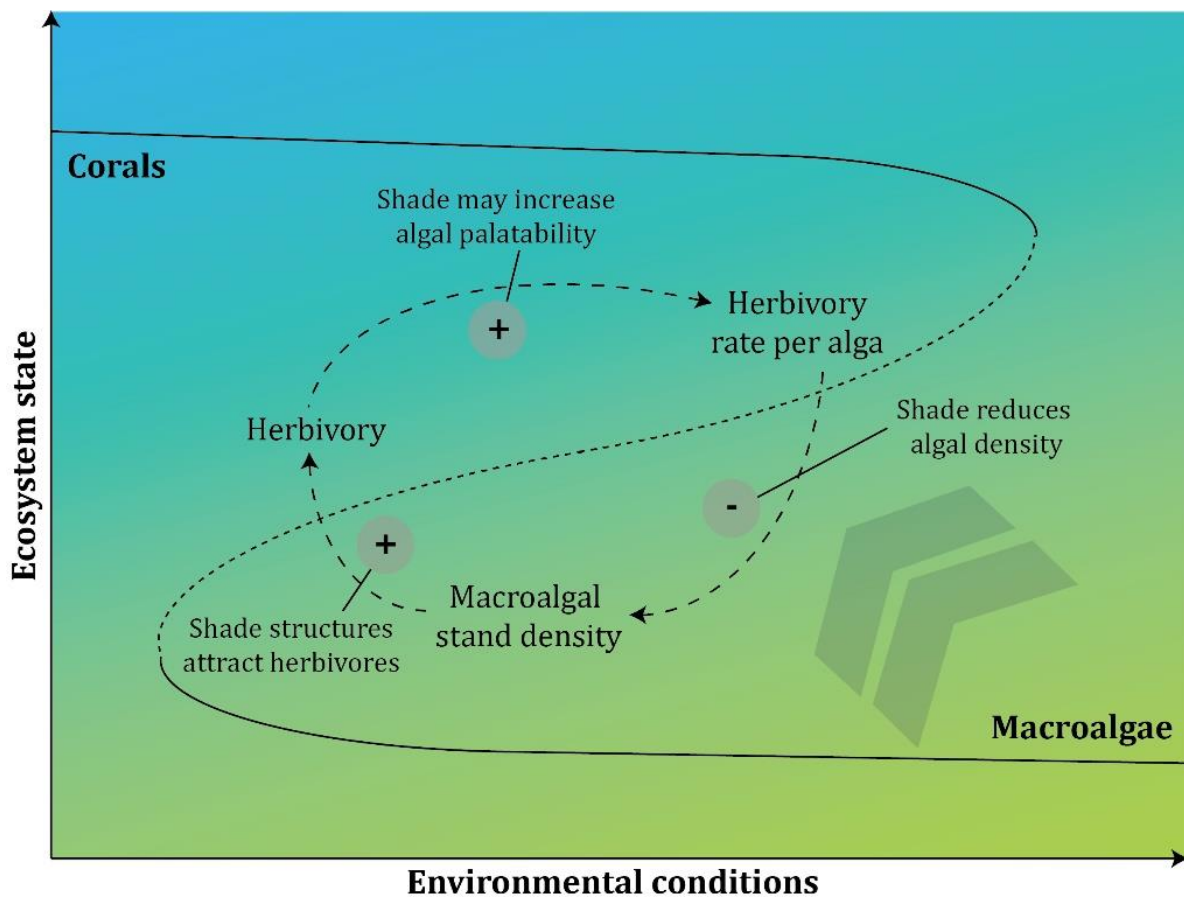 Corals
Shade may increase
algal palatability
+
Herbivory
rate per alga
Shade reduces
algal density
Herbivory
-
+
Macroalgal
stand density
Shade structures
attract herbivores
Macroalgae
Ecosystem state
Environmental conditions